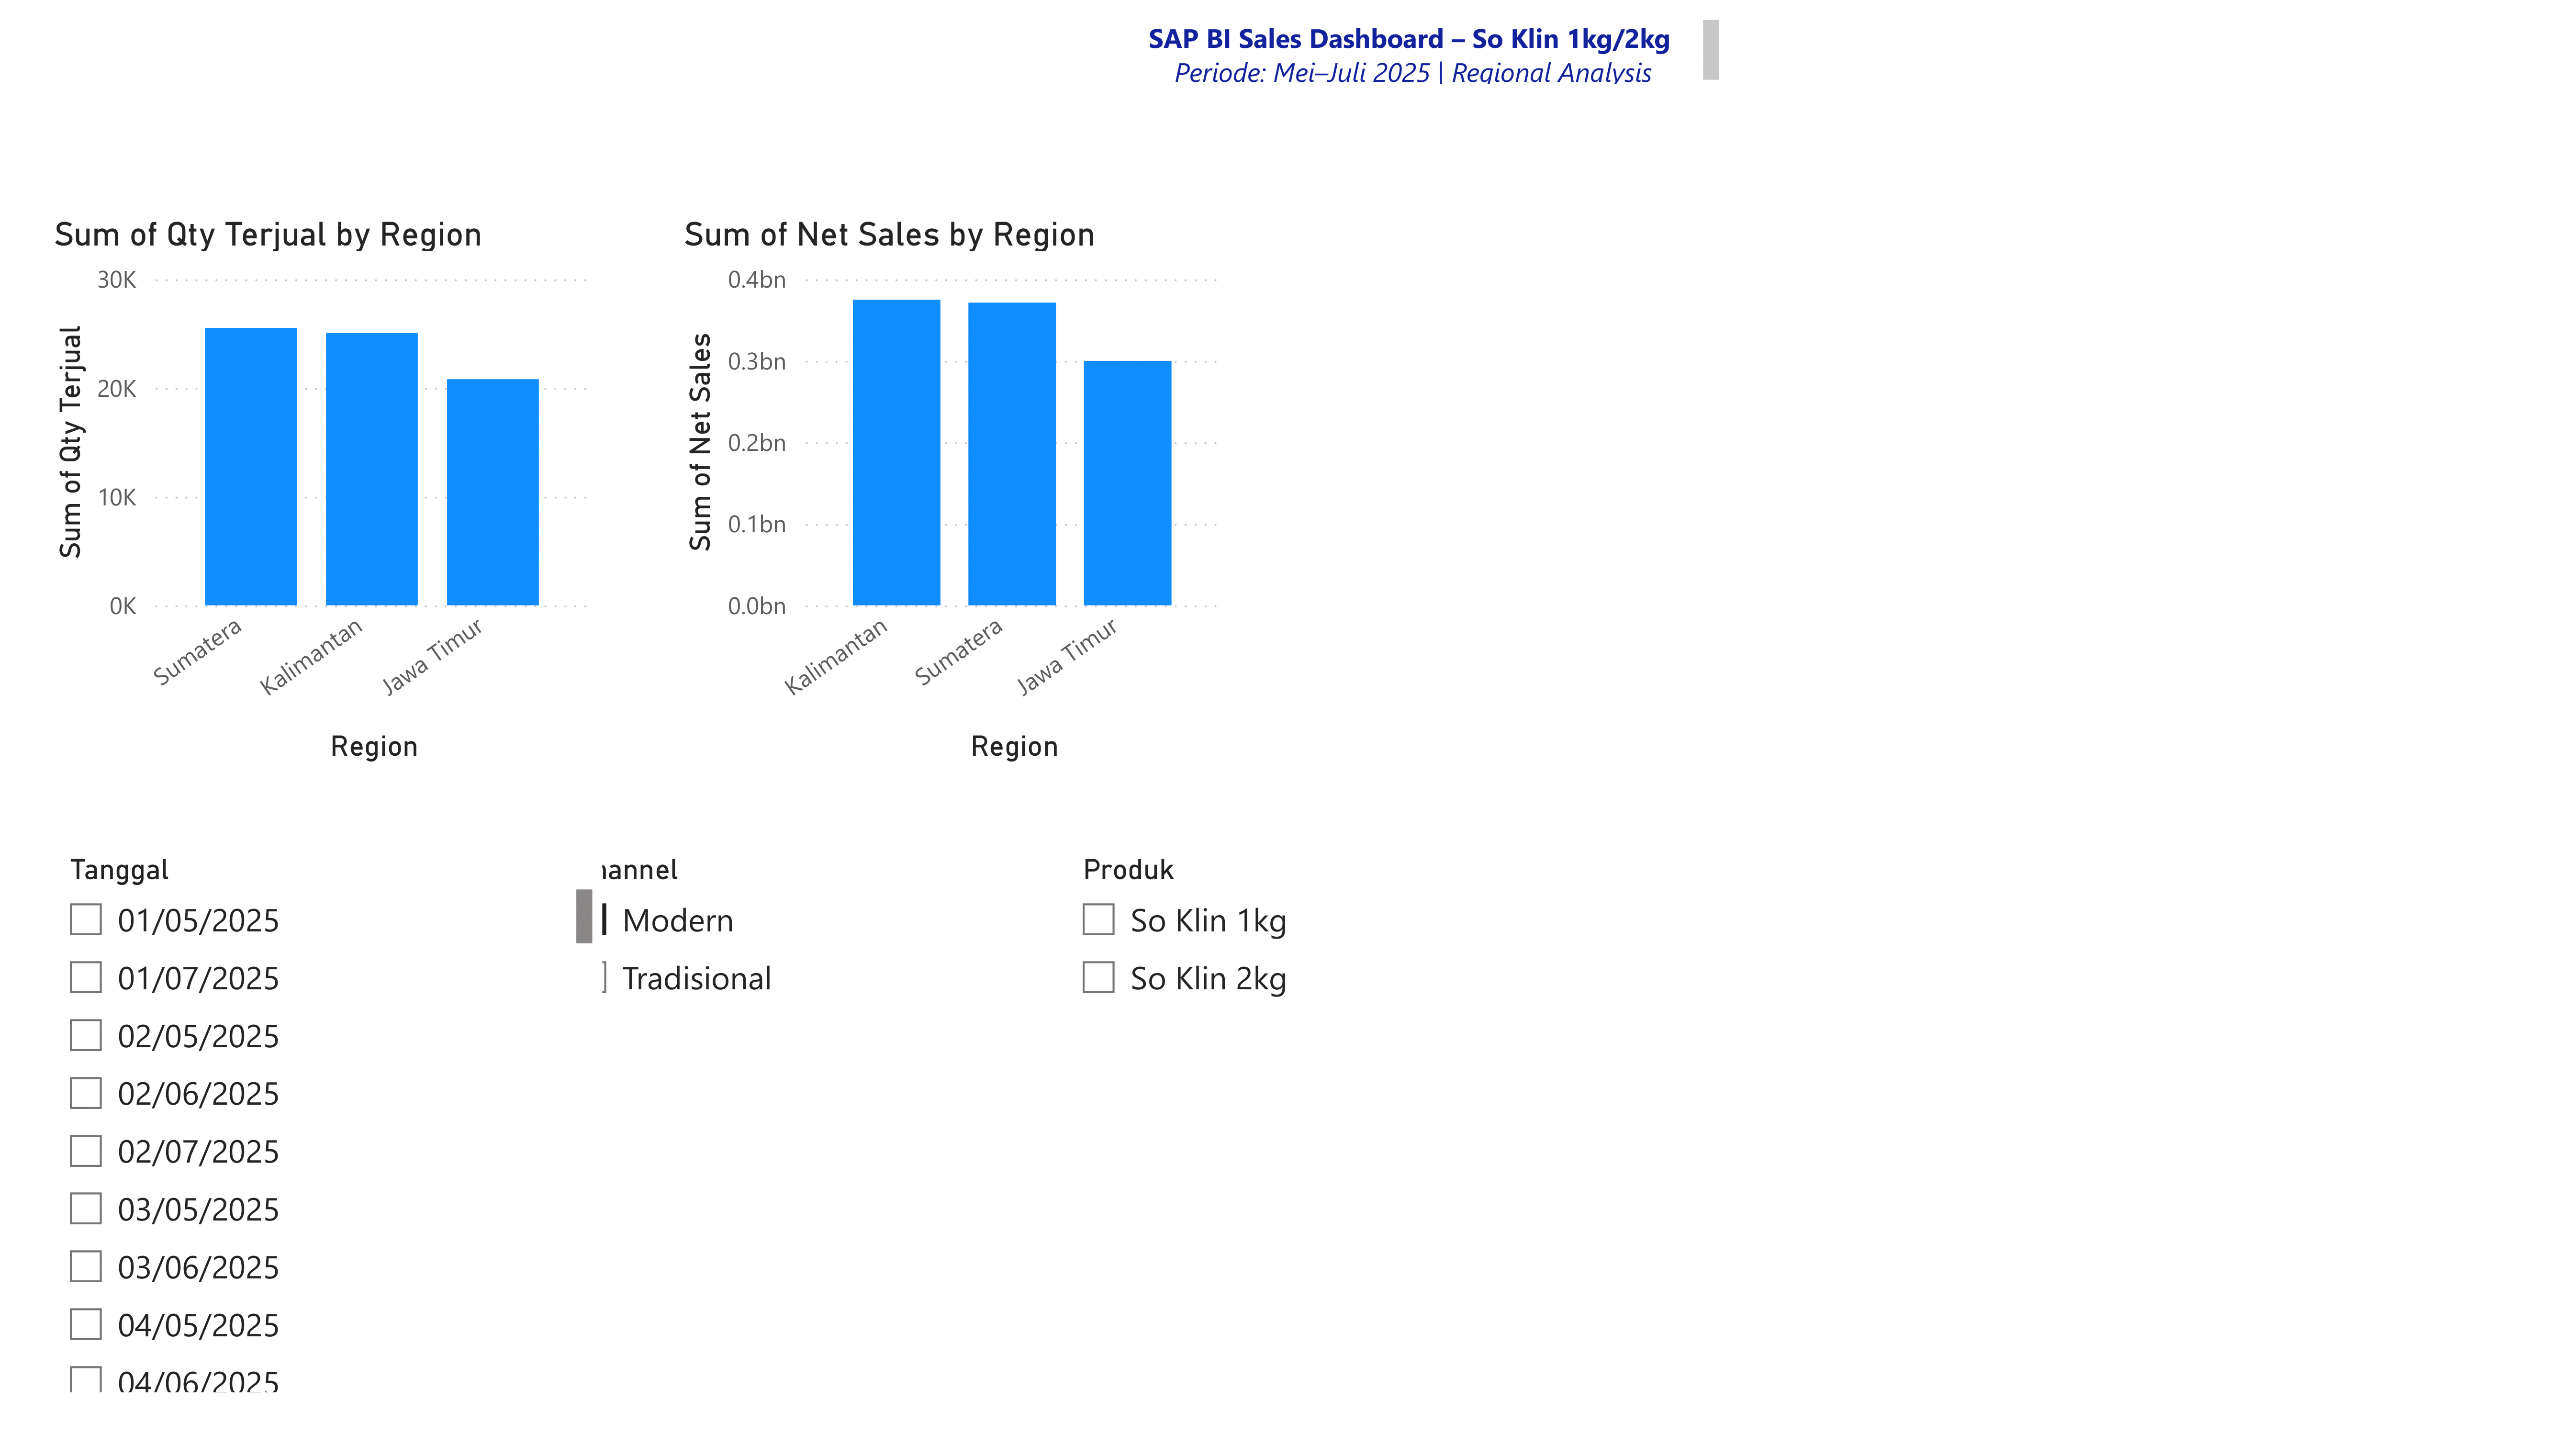 SAP BI Sales Dashboard – So Klin 1kg/2kg
Periode: Mei–Juli 2025 | Regional Analysis
Sum of Qty Terjual by Region
30K
20K
10K
0K
Sum of Qty Terjual
Sumatera
Kalimantan
Jawa Timur
Region
Sum of Net Sales by Region
0.4bn
0.3bn
0.2bn
0.1bn
0.0bn
Sum of Net Sales
Kalimantan
Sumatera
Jawa Timur
Region
Tanggal
01/05/2025
01/07/2025
02/05/2025
02/06/2025
02/07/2025
03/05/2025
03/06/2025
04/05/2025
04/06/2025
hannel
Modern
Tradisional
Produk
So Klin 1kg
So Klin 2kg